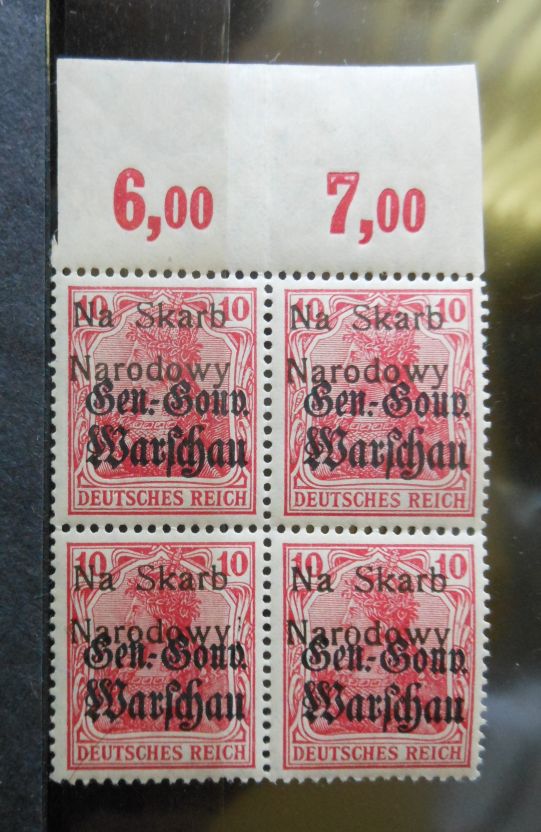 6,00 7,00
10 10
Na Skarb
Narodowy
Gen.-Gouv.
Warschau
DEUTSCHES REICH
10 10
Na Skarb
Narodowy
Gen.-Gouv.
Warschau
DEUTSCHES REICH
10 10
Na Skarb
Narodowy
Gen.-Gouv.
Warschau
DEUTSCHES REICH
10 10
Na Skarb
Narodowy
Gen.-Gouv.
Warschau
DEUTSCHES REICH